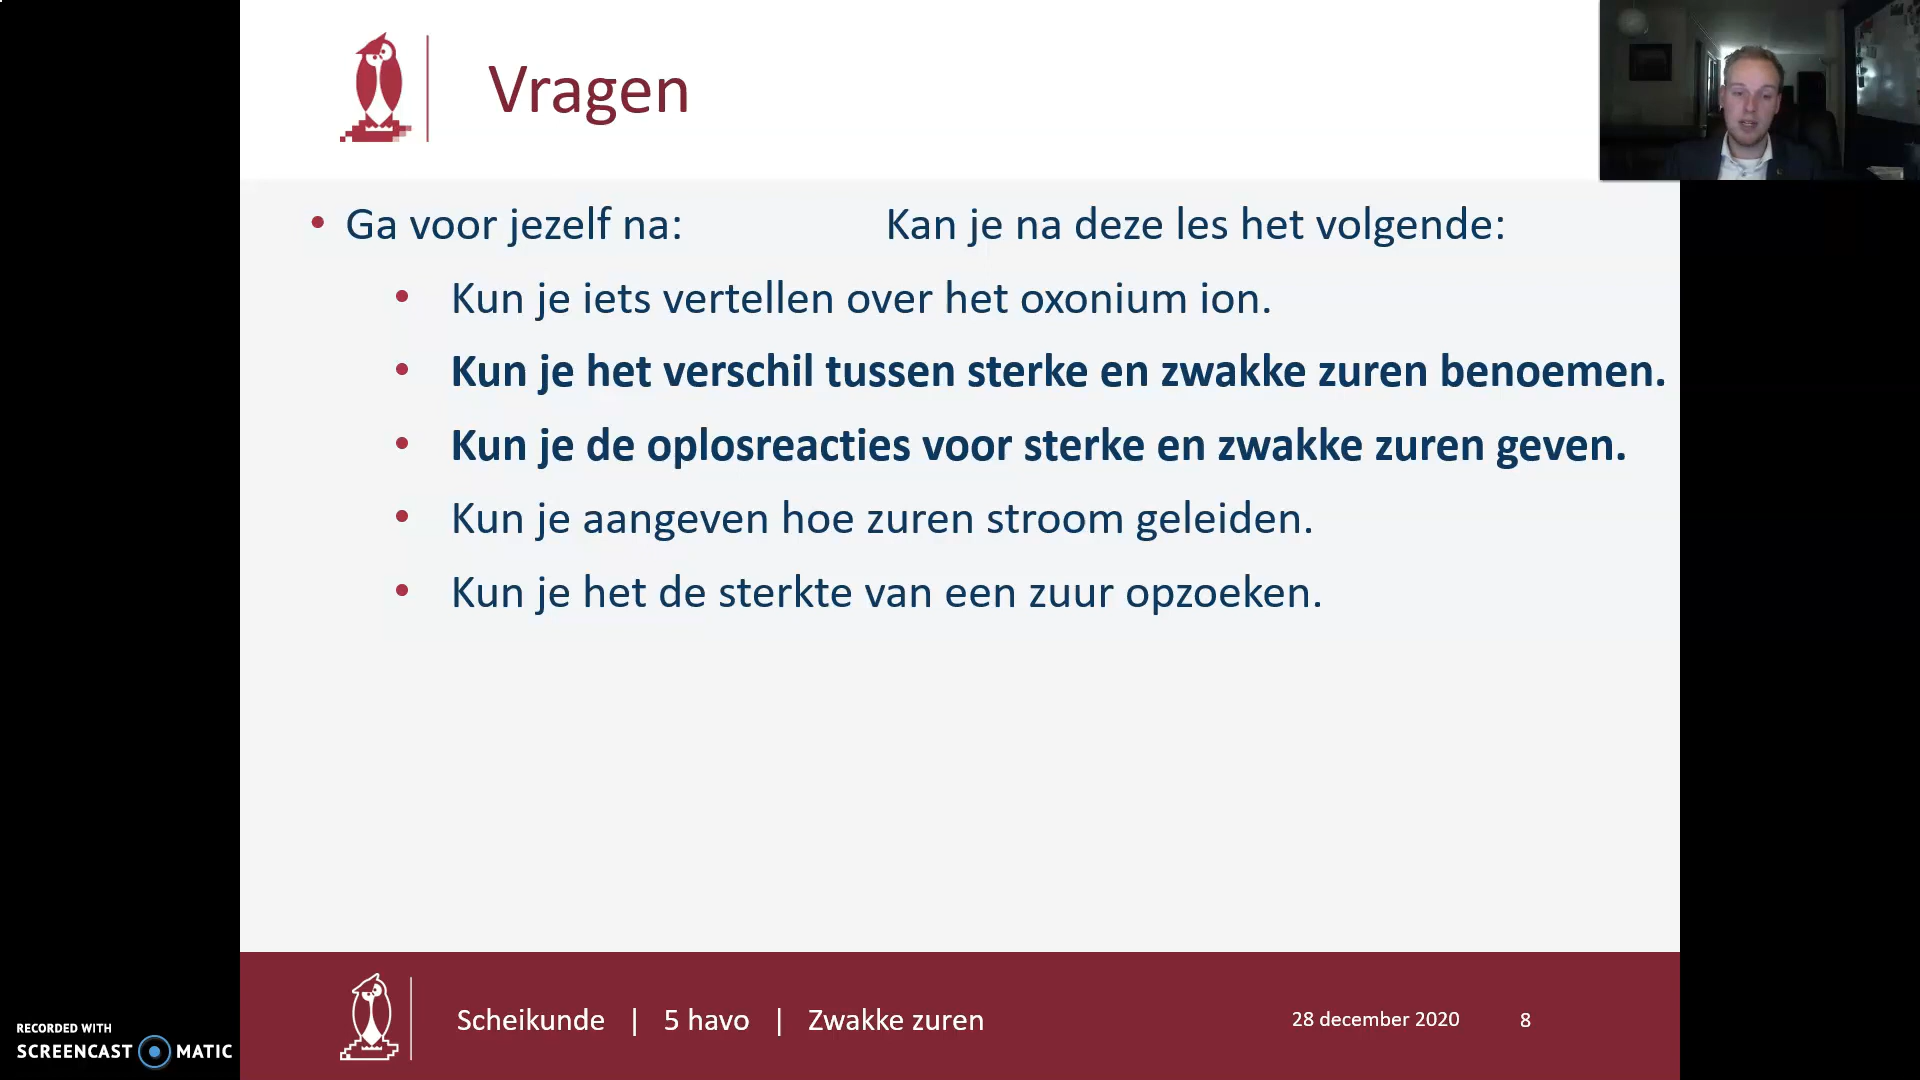 Vragen
Ga voor jezelf na: Kan je na deze les het volgende:
Kun je iets vertellen over het oxonium ion.
Kun je het verschil tussen sterke en zwakke zuren benoemen.
Kun je de oplosreacties voor sterke en zwakke zuren geven.
Kun je aangeven hoe zuren stroom geleiden.
Kun je het de sterkte van een zuur opzoeken.
Scheikunde | 5 havo | Zwakke zuren
28 december 2020
8
RECORDED WITH
SCREENCAST MATIC